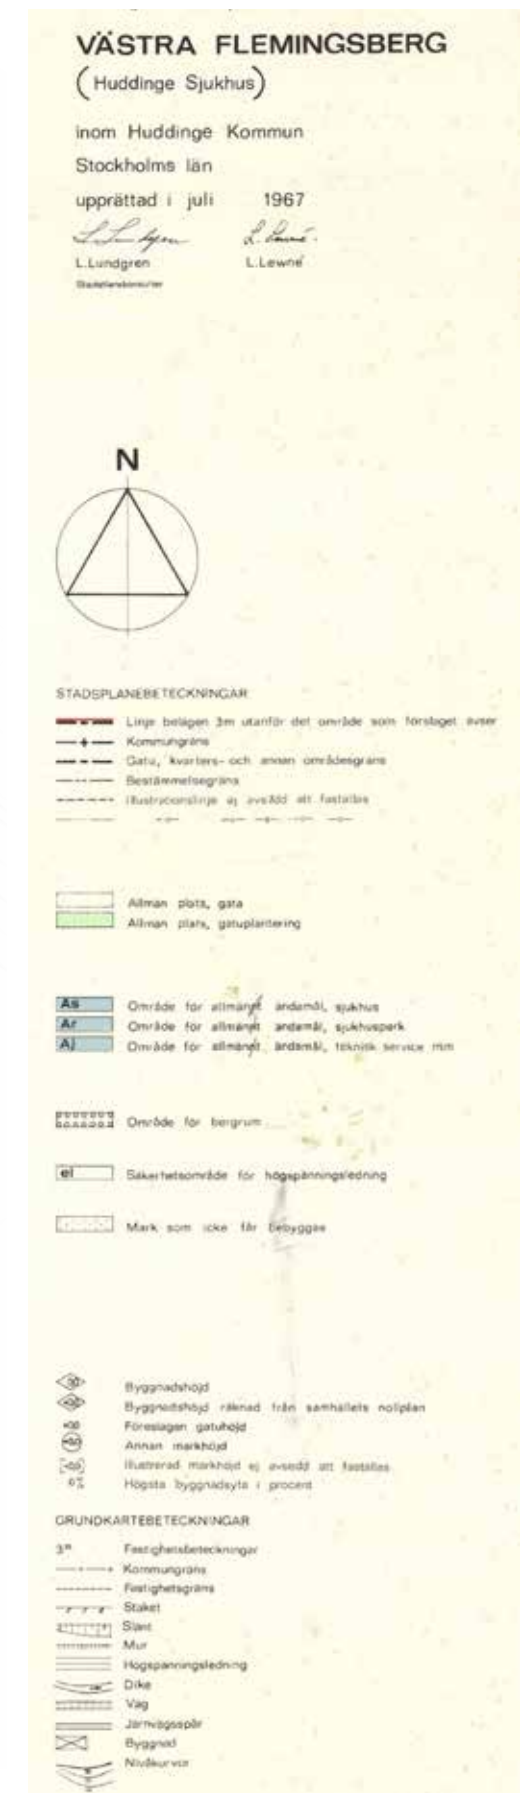 VÄSTRA FLEMINGSBERG
(Huddinge Sjukhus)
inom Huddinge Kommun
Stockholms län
upprättad i juli 1967
L.Lundgren L.Lewné
N
STADSPLANEBETECKNINGAR
Linje belägen 3m utanför det område som förslaget avser
Kommungräns
Gatu, kvarters- och annan områdesgräns
Bestämmelsegräns
Illustrationslinje ej avsedd att fastallas
Allmän plats, gata
Allmän plats, gatuplantering
As Område för allmänt ändamål, sjukhus
Ar Område för allmänt ändamål, sjukhuspark
Aj Område för allmänt ändamål, teknisk service mm
Område för bergrum
el Säkerhetsområde för högspänningsledning
Mark som icke får bebyggas
Byggnadshöjd
Byggnadshöjd räknad från samhällets nollplan
Föreslagen gatuhöjd
Annan markhöjd
Illustrerad markhöjd ej avsedd att fastallas
0% Högsta byggnadsyta i procent
GRUNDKARTEBETECKNINGAR
Fastighetsbeteckningar
Kommungräns
Fastighetsgräns
Staket
Slänt
Mur
Högspänningsledning
Dike
Väg
Järnvägsspår
Byggnad
Nivåkurvor